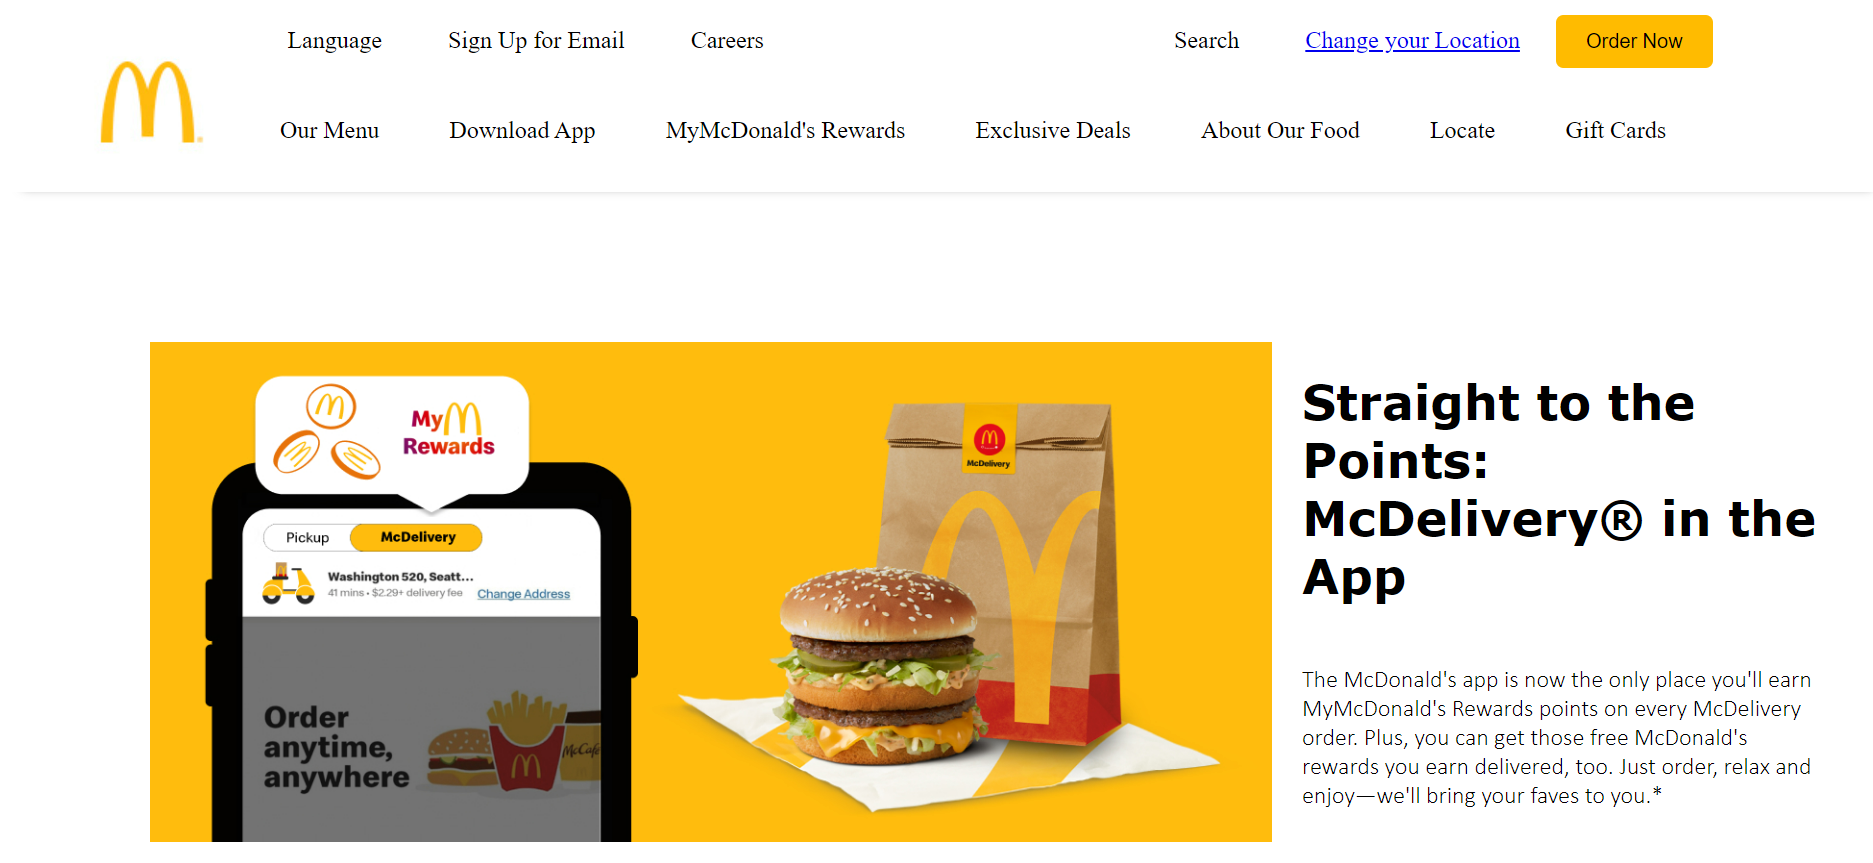 Language Sign Up for Email Careers Search Change your Location Order Now
Our Menu Download App MyMcDonald's Rewards Exclusive Deals About Our Food Locate Gift Cards
My
Rewards
Pickup McDelivery
Washington 520, Seatt...
41 mins • $2.29+ delivery fee Change Address
Order
anytime,
anywhere
McCafé
McDelivery
Straight to the
Points:
McDelivery® in the
App
The McDonald's app is now the only place you'll earn
MyMcDonald's Rewards points on every McDelivery
order. Plus, you can get those free McDonald's
rewards you earn delivered, too. Just order, relax and
enjoy—we'll bring your faves to you.*